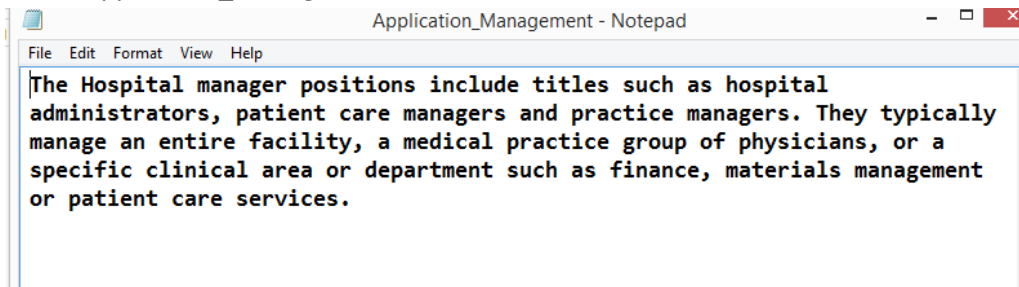 Application_Management - Notepad
File Edit Format View Help
The Hospital manager positions include titles such as hospital
administrators, patient care managers and practice managers. They typically
manage an entire facility, a medical practice group of physicians, or a
specific clinical area or department such as finance, materials management
or patient care services.